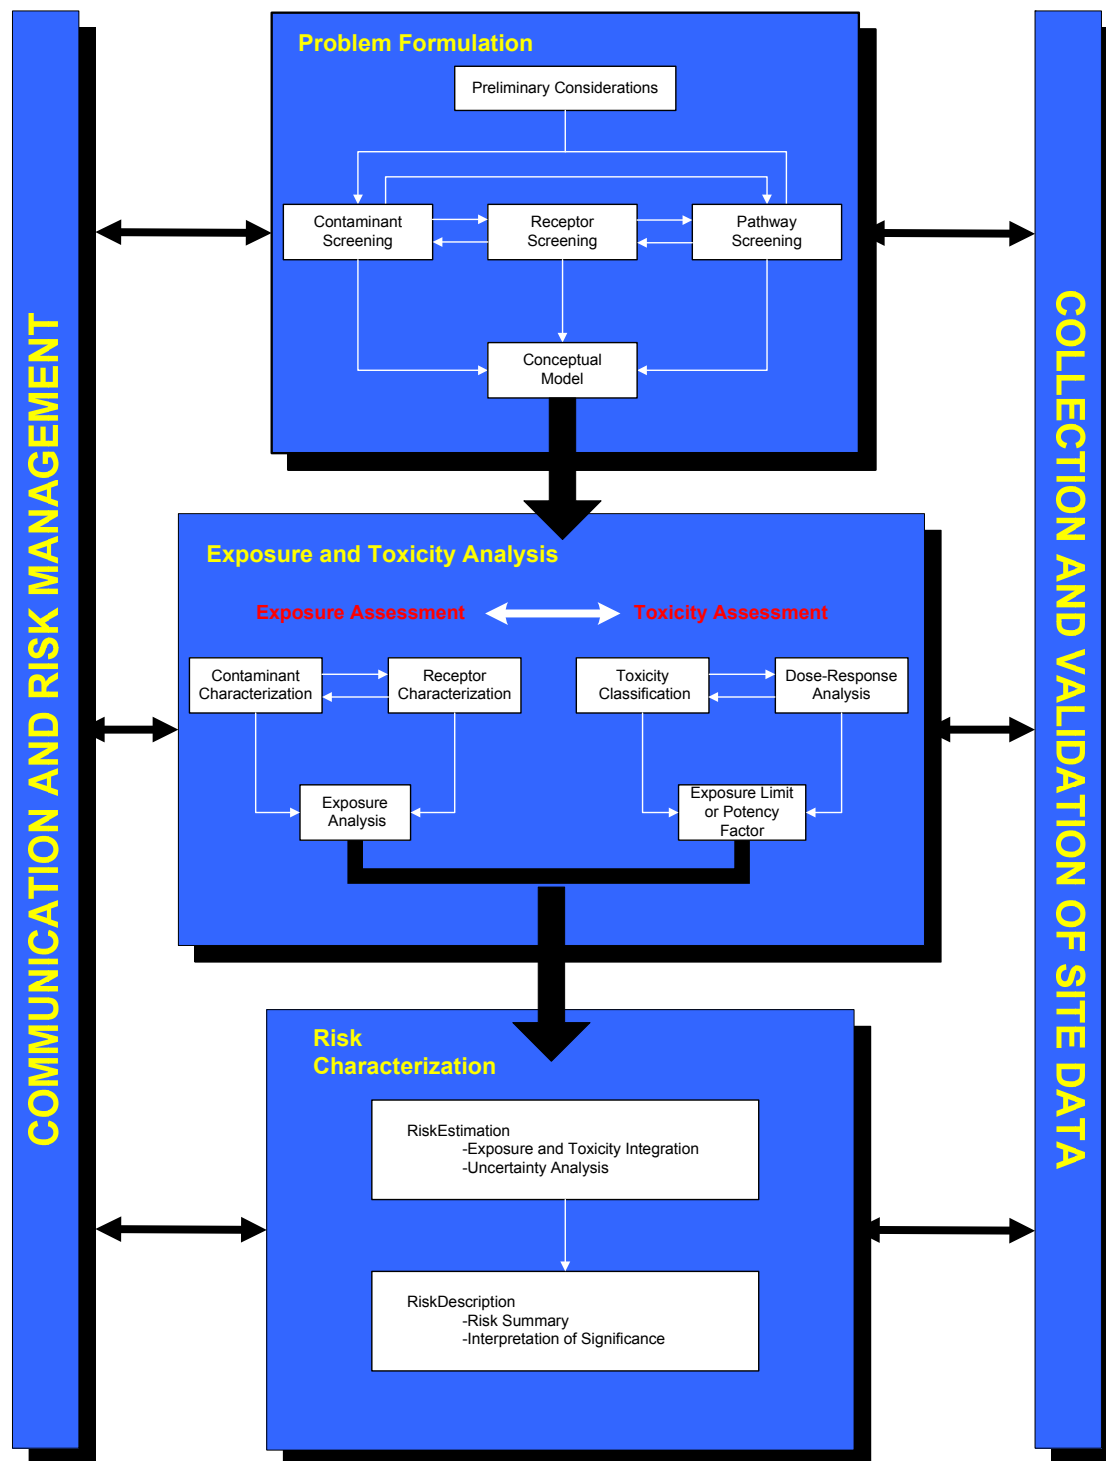 COMMUNICATION AND RISK MANAGEMENT
Problem Formulation
Preliminary Considerations
Contaminant
Screening
Receptor
Screening
Pathway
Screening
Conceptual
Model
Exposure and Toxicity Analysis
Exposure Assessment
Toxicity Assessment
Contaminant
Characterization
Receptor
Characterization
Toxicity
Classification
Dose-Response
Analysis
Exposure
Analysis
Exposure Limit
or Potency
Factor
Risk
Characterization
RiskEstimation
-Exposure and Toxicity Integration
-Uncertainty Analysis
RiskDescription
-Risk Summary
-Interpretation of Significance
COLLECTION AND VALIDATION OF SITE DATA